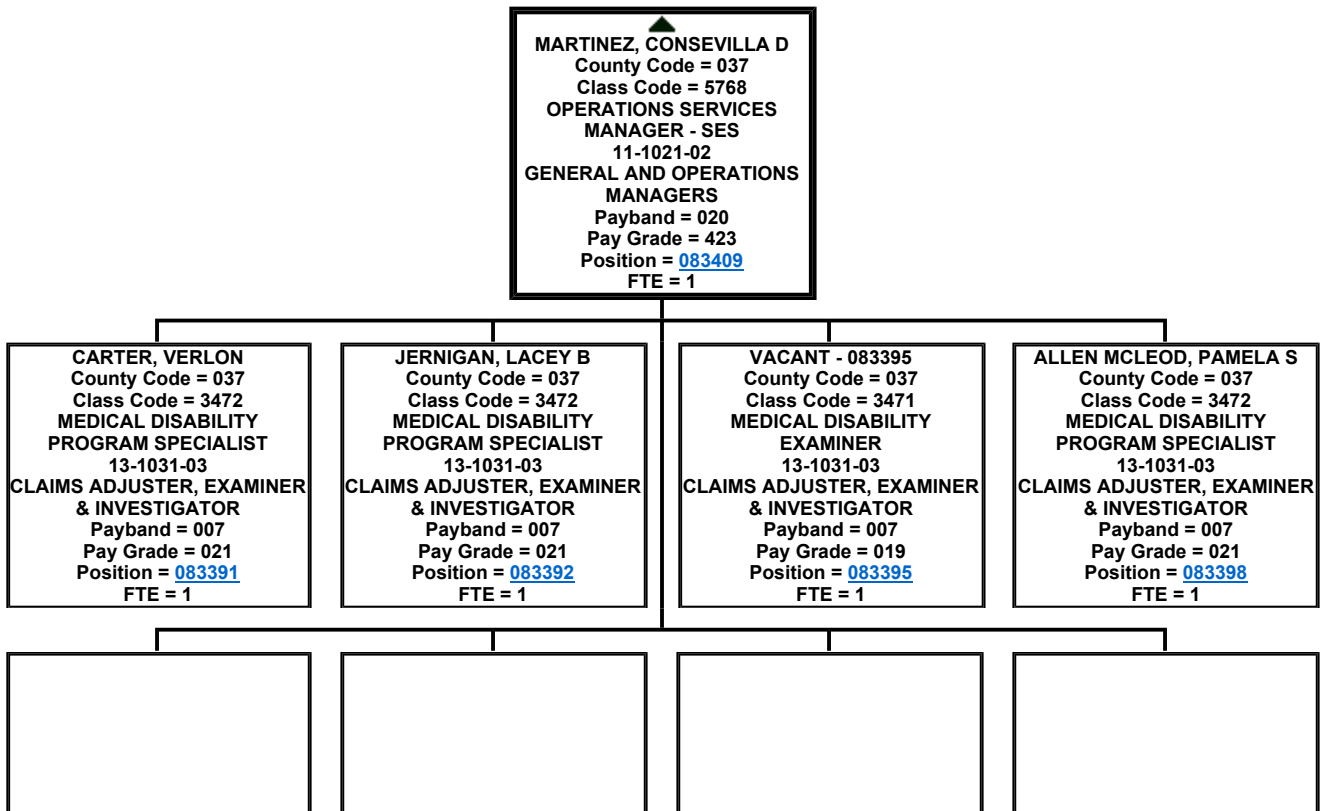 MARTINEZ, CONSEVILLA D
County Code = 037
Class Code = 5768
OPERATIONS SERVICES
MANAGER - SES
11-1021-02
GENERAL AND OPERATIONS
MANAGERS
Payband = 020
Pay Grade = 423
Position = 083409
FTE = 1
CARTER, VERLON
County Code = 037
Class Code = 3472
MEDICAL DISABILITY
PROGRAM SPECIALIST
13-1031-03
CLAIMS ADJUSTER, EXAMINER
& INVESTIGATOR
Payband = 007
Pay Grade = 021
Position = 083391
FTE = 1
JERNIGAN, LACEY B
County Code = 037
Class Code = 3472
MEDICAL DISABILITY
PROGRAM SPECIALIST
13-1031-03
CLAIMS ADJUSTER, EXAMINER
& INVESTIGATOR
Payband = 007
Pay Grade = 021
Position = 083392
FTE = 1
VACANT - 083395
County Code = 037
Class Code = 3471
MEDICAL DISABILITY
EXAMINER
13-1031-03
CLAIMS ADJUSTER, EXAMINER
& INVESTIGATOR
Payband = 007
Pay Grade = 019
Position = 083395
FTE = 1
ALLEN MCLEOD, PAMELA S
County Code = 037
Class Code = 3472
MEDICAL DISABILITY
PROGRAM SPECIALIST
13-1031-03
CLAIMS ADJUSTER, EXAMINER
& INVESTIGATOR
Payband = 007
Pay Grade = 021
Position = 083398
FTE = 1